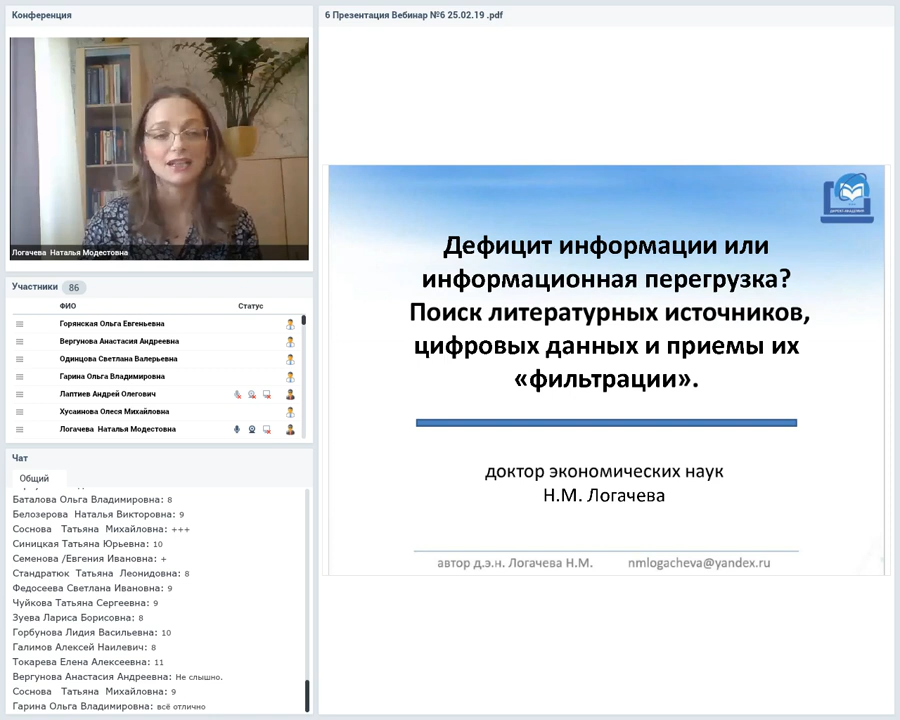 Конференция
Логачева Наталья Модестовна
Участники 86
ФИО Статус
Горянская Ольга Евгеньевна
Вергунова Анастасия Андреевна
Одинцова Светлана Валерьевна
Гарина Ольга Владимировна
Лаптиев Андрей Олегович
Хусаинова Олеся Михайловна
Логачева Наталья Модестовна
Чат
Общий
Баталова Ольга Владимировна: 8
Белозерова Наталья Викторовна: 9
Соснова Татьяна Михайловна: +++
Синицкая Татьяна Юрьевна: 10
Семенова /Евгения Ивановна: +
Стандратюк Татьяна Леонидовна: 8
Федосеева Светлана Ивановна: 9
Чуйкова Татьяна Сергеевна: 9
Зуева Лариса Борисовна: 8
Горбунова Лидия Васильевна: 10
Галимов Алексей Наилевич: 8
Токарева Елена Алексеевна: 11
Вергунова Анастасия Андреевна: Не слышно.
Соснова Татьяна Михайловна: 9
Гарина Ольга Владимировна: всё отлично
6 Презентация Вебинар №6 25.02.19 .pdf
Дефицит информации или
информационная перегрузка?
Поиск литературных источников,
цифровых данных и приемы их
«фильтрации».
доктор экономических наук
Н.М. Логачева
автор д.э.н. Логачева Н.М. nmlogacheva@yandex.ru